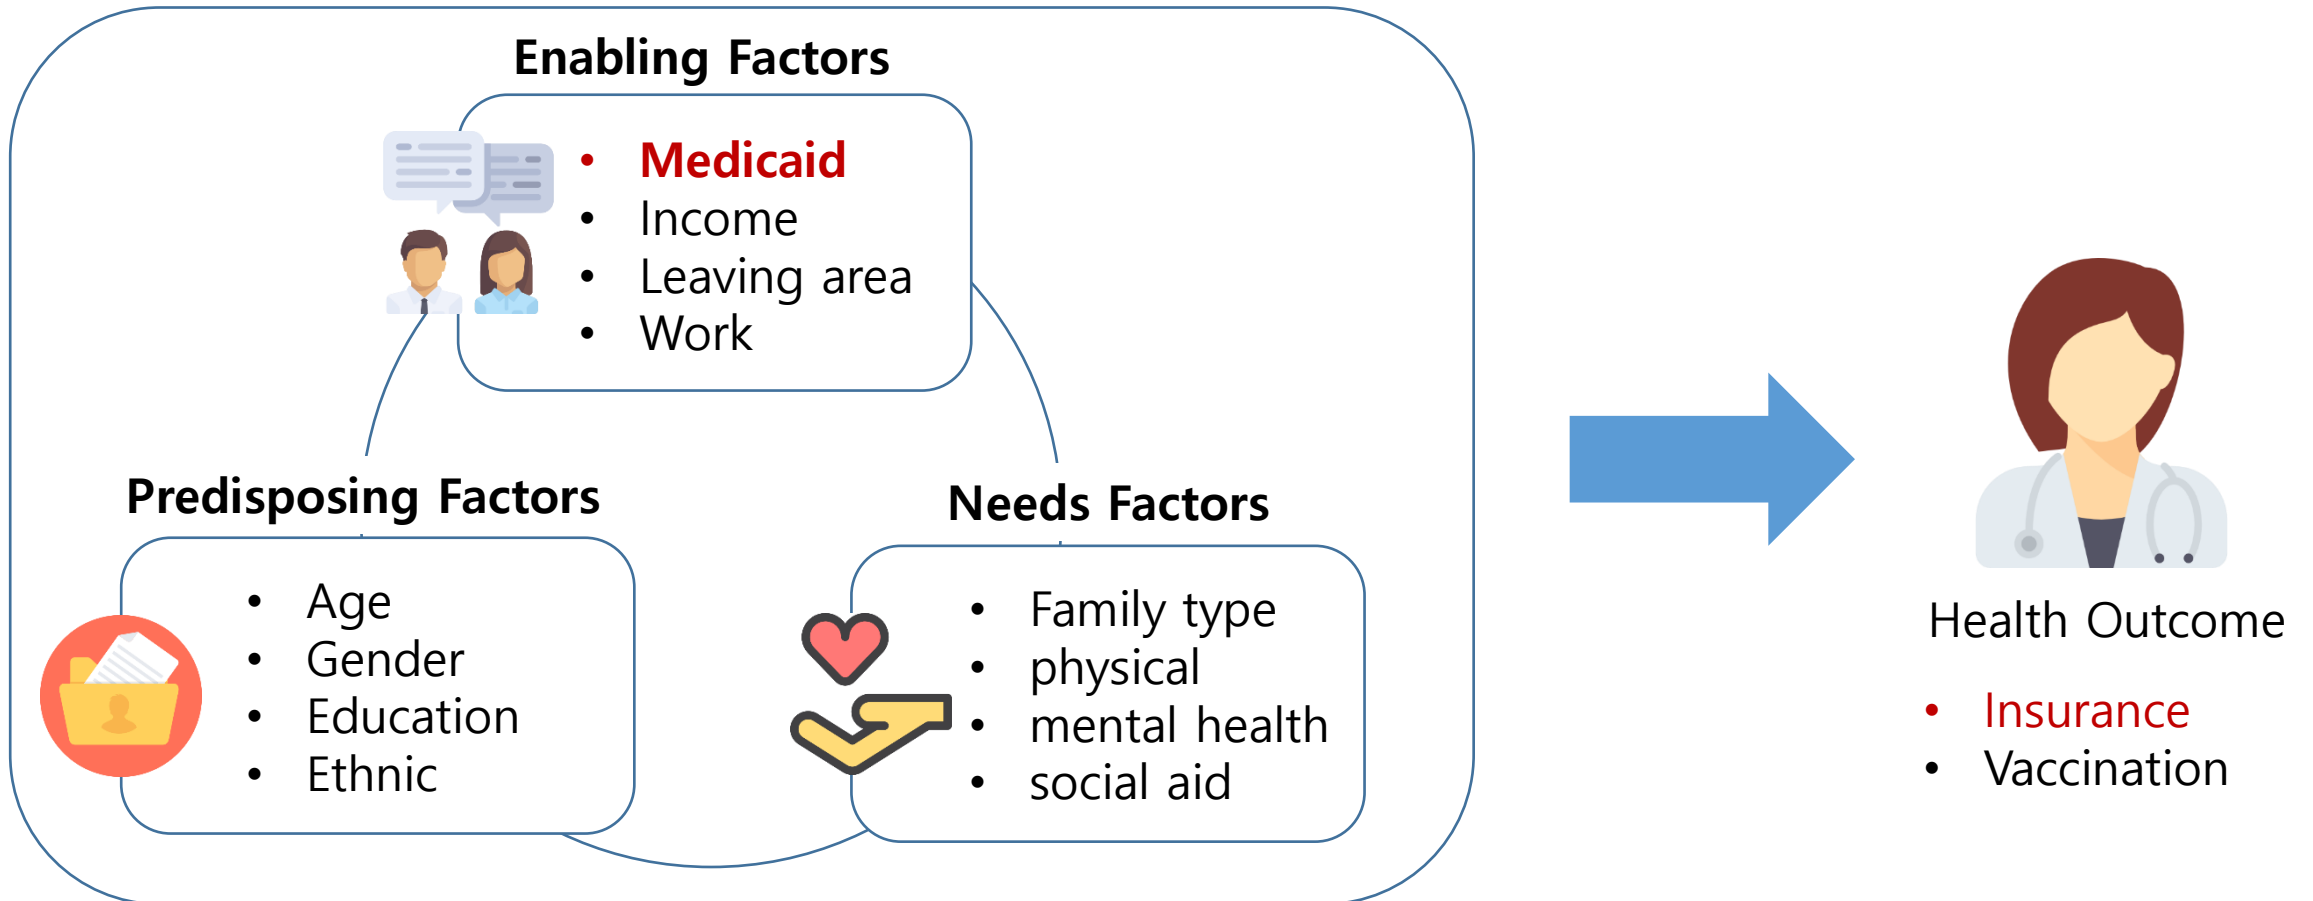 Enabling Factors
• Medicaid
• Income
• Leaving area
• Work
Predisposing Factors
• Age
• Gender
• Education
• Ethnic
Needs Factors
• Family type
• physical
• mental health
• social aid
Health Outcome
• Insurance
• Vaccination